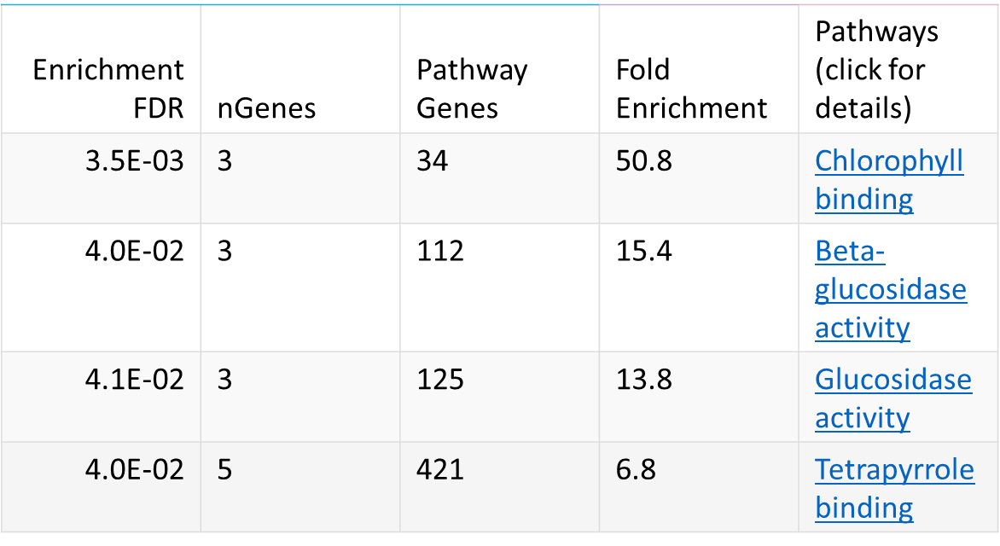 Enrichment FDR
nGenes
Pathway Genes
Fold Enrichment
Pathways (click for details)
3.5E-03
3
34
50.8
Chlorophyll binding
4.0E-02
3
112
15.4
Beta-glucosidase activity
4.1E-02
3
125
13.8
Glucosidase activity
4.0E-02
5
421
6.8
Tetrapyrrole binding